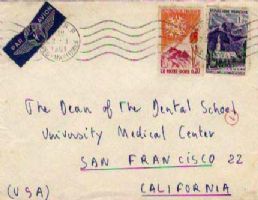 PAR AVION
The Dean of The Dental School
University Medical Center
SAN FRANCISCO 22
(USA) CALIFORNIA